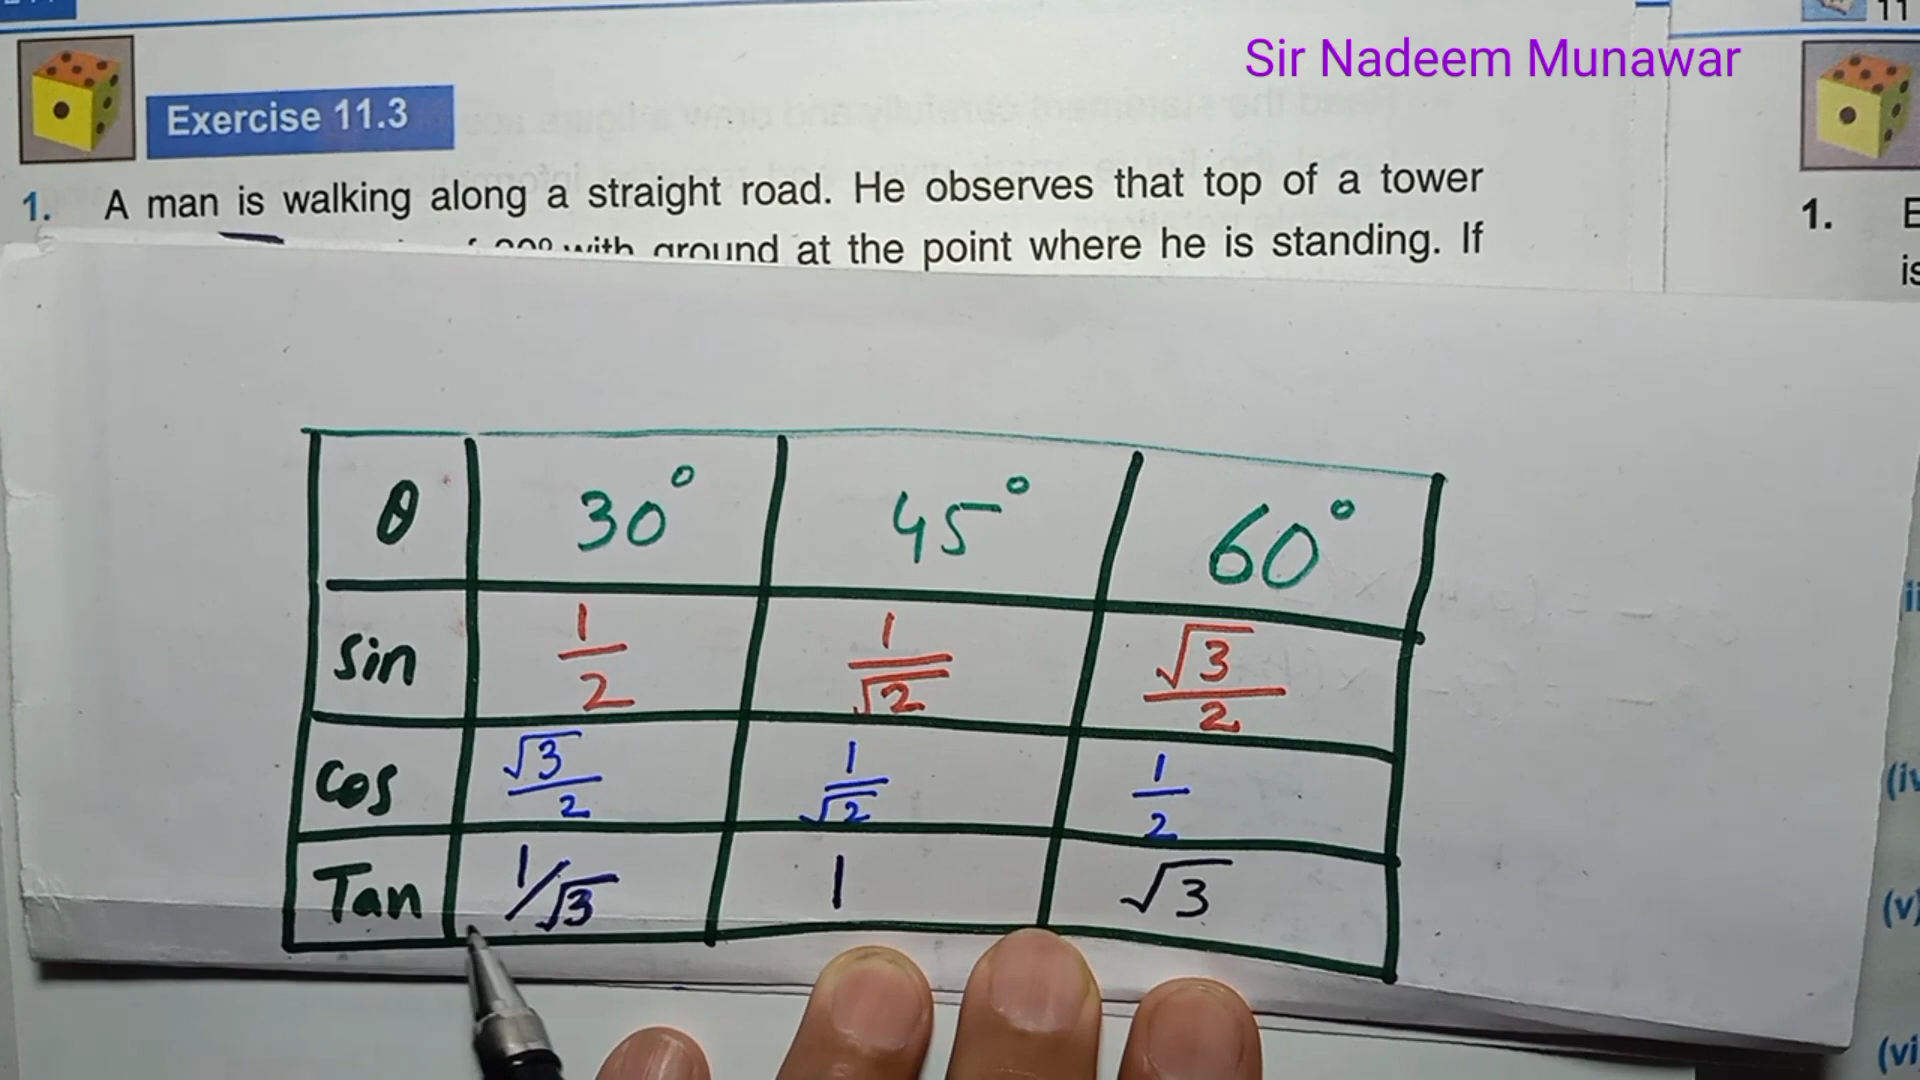 Sir Nadeem Munawar
11
Exercise 11.3
1. A man is walking along a straight road. He observes that top of a tower
with ground at the point where he is standing. If
1.
θ 30° 45° 60°
sin 1/2 1/√2 √3/2
cos √3/2 1/√2 1/2
Tan 1/√3 1 √3
(v)